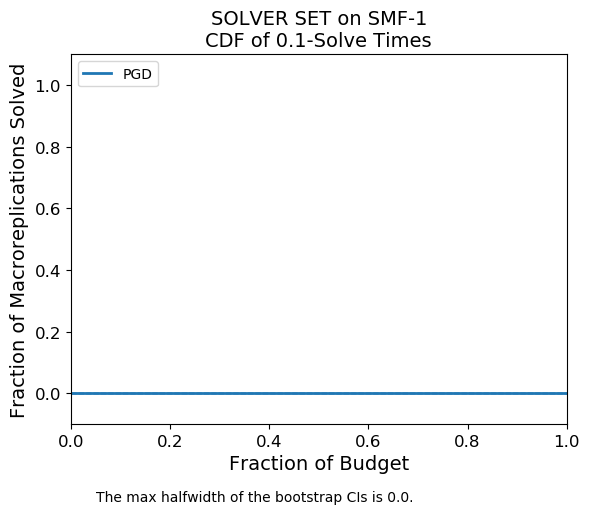 SOLVER SET on SMF-1
CDF of 0.1-Solve Times
PGD
Fraction of Macroreplications Solved
1.0
0.8
0.6
0.4
0.2
0.0
0.0 0.2 0.4 0.6 0.8 1.0
Fraction of Budget
The max halfwidth of the bootstrap CIs is 0.0.